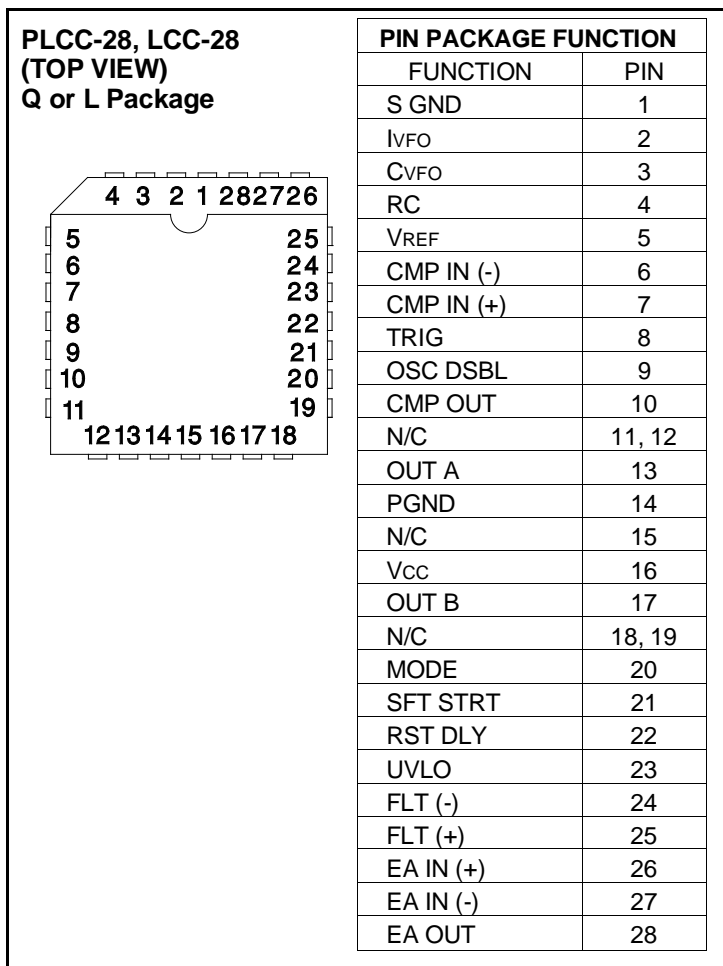 PLCC-28, LCC-28
(TOP VIEW)
Q or L Package
4 3 2 1 28 27 26
5 25
6 24
7 23
8 22
9 21
10 20
11 19
12 13 14 15 16 17 18
PIN PACKAGE FUNCTION
FUNCTION PIN
S GND 1
IVFO 2
CVFO 3
RC 4
VREF 5
CMP IN (-) 6
CMP IN (+) 7
TRIG 8
OSC DSBL 9
CMP OUT 10
N/C 11, 12
OUT A 13
PGND 14
N/C 15
VCC 16
OUT B 17
N/C 18, 19
MODE 20
SFT STRT 21
RST DLY 22
UVLO 23
FLT (-) 24
FLT (+) 25
EA IN (+) 26
EA IN (-) 27
EA OUT 28